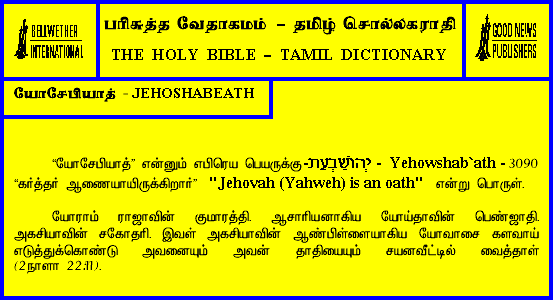 BELLWETHER
INTERNATIONAL
பரிசுத்த வேதாகமம் – தமிழ் சொல்லகராதி
THE HOLY BIBLE – TAMIL DICTIONARY
GOOD NEWS
PUBLISHERS
யோசேபியாத் - JEHOSHABEATH
“யோசேபியாத்” என்னும் எபிரெய பெயருக்கு-יְהוֹשַׁבְעַת - Yehowshab`ath - 3090
“கர்த்தர் ஆணையாயிருக்கிறார்” "Jehovah (Yahweh) is an oath" என்று பொருள்.
யோராம் ராஜாவின் குமாரத்தி. ஆசாரியனாகிய யோய்தாவின் பெண்ஜாதி.
அகசியாவின் சகோதரி. இவள் அகசியாவின் ஆண்பிள்ளையாகிய யோவாசை களவாய்
எடுத்துக்கொண்டு அவனையும் அவன் தாதியையும் சயனவீட்டில் வைத்தாள்
(2நாளா 22:11).